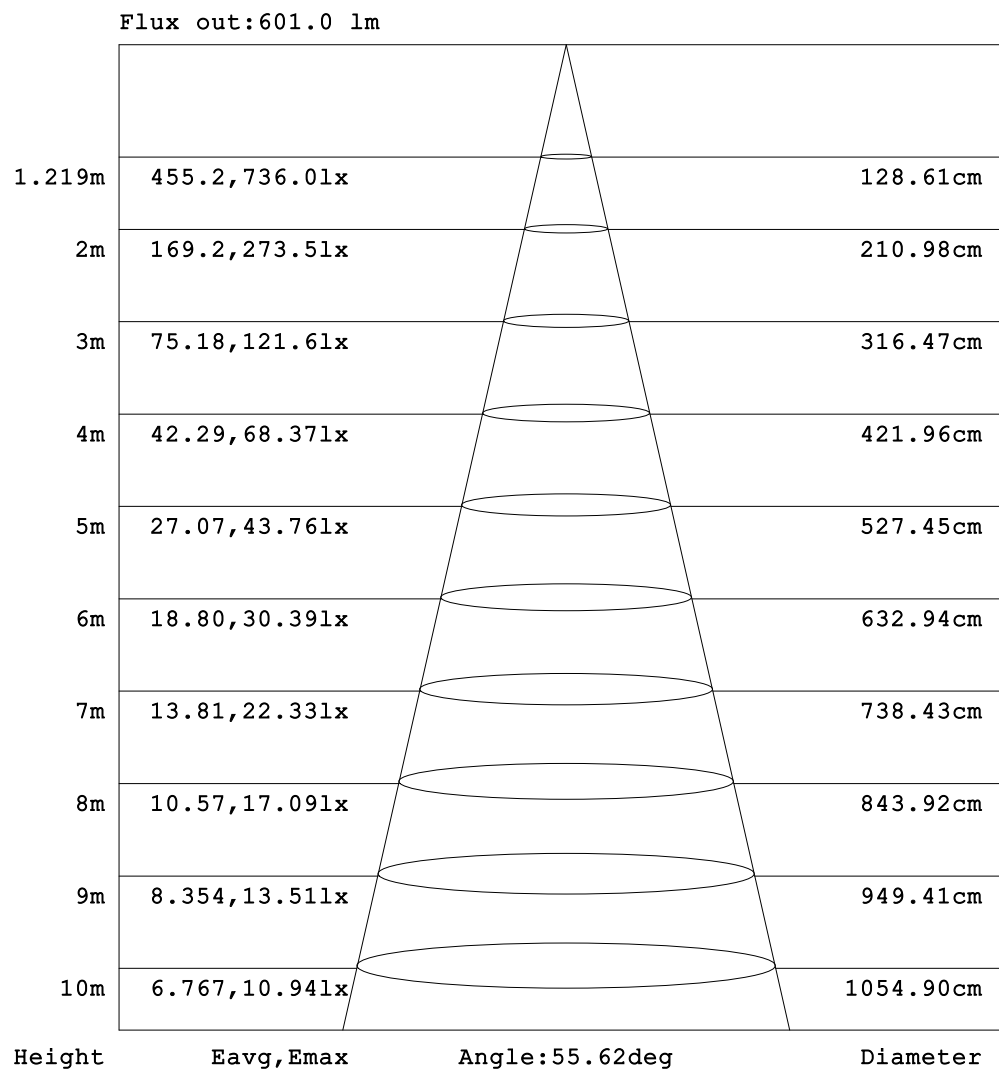 Flux out:601.0 lm
1.219m 455.2,736.0lx 128.61cm
2m 169.2,273.5lx 210.98cm
3m 75.18,121.6lx 316.47cm
4m 42.29,68.37lx 421.96cm
5m 27.07,43.76lx 527.45cm
6m 18.80,30.39lx 632.94cm
7m 13.81,22.33lx 738.43cm
8m 10.57,17.09lx 843.92cm
9m 8.354,13.51lx 949.41cm
10m 6.767,10.94lx 1054.90cm
Height Eavg,Emax Angle:55.62deg Diameter